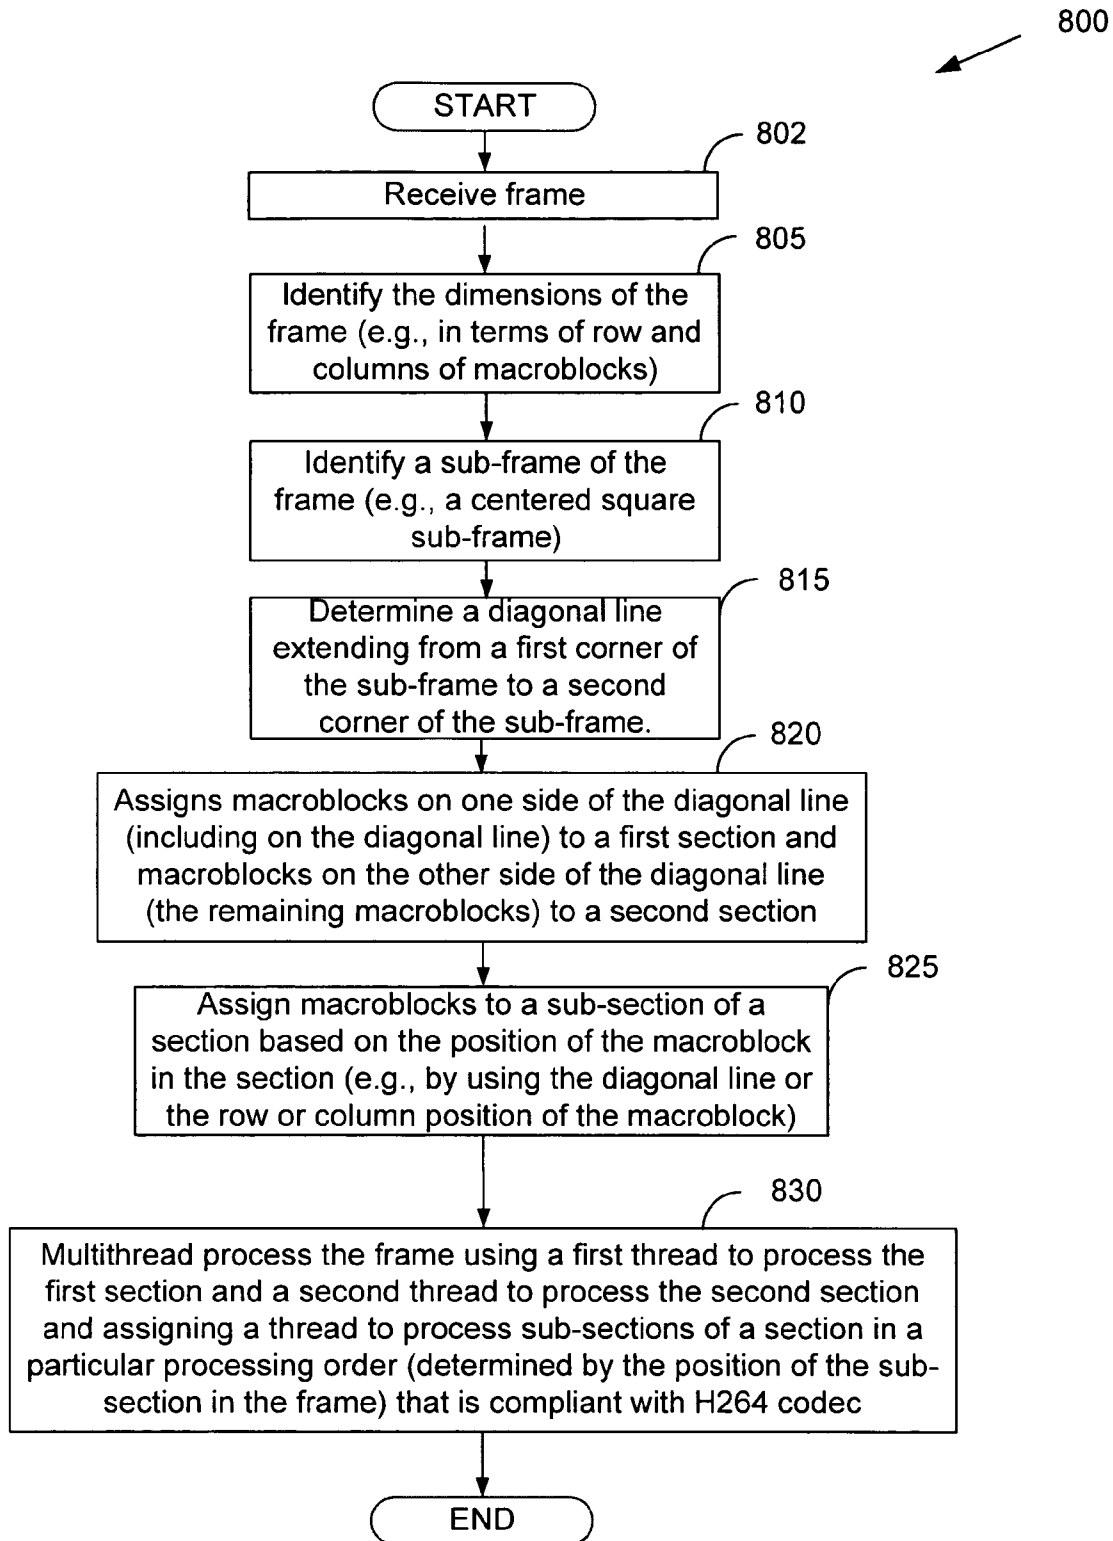 800
START
802
Receive frame
805
Identify the dimensions of the
frame (e.g., in terms of row and
columns of macroblocks)
810
Identify a sub-frame of the
frame (e.g., a centered square
sub-frame)
815
Determine a diagonal line
extending from a first corner of
the sub-frame to a second
corner of the sub-frame.
820
Assigns macroblocks on one side of the diagonal line
(including on the diagonal line) to a first section and
macroblocks on the other side of the diagonal line
(the remaining macroblocks) to a second section
825
Assign macroblocks to a sub-section of a
section based on the position of the macroblock
in the section (e.g., by using the diagonal line or
the row or column position of the macroblock)
830
Multithread process the frame using a first thread to process the
first section and a second thread to process the second section
and assigning a thread to process sub-sections of a section in a
particular processing order (determined by the position of the sub-
section in the frame) that is compliant with H264 codec
END